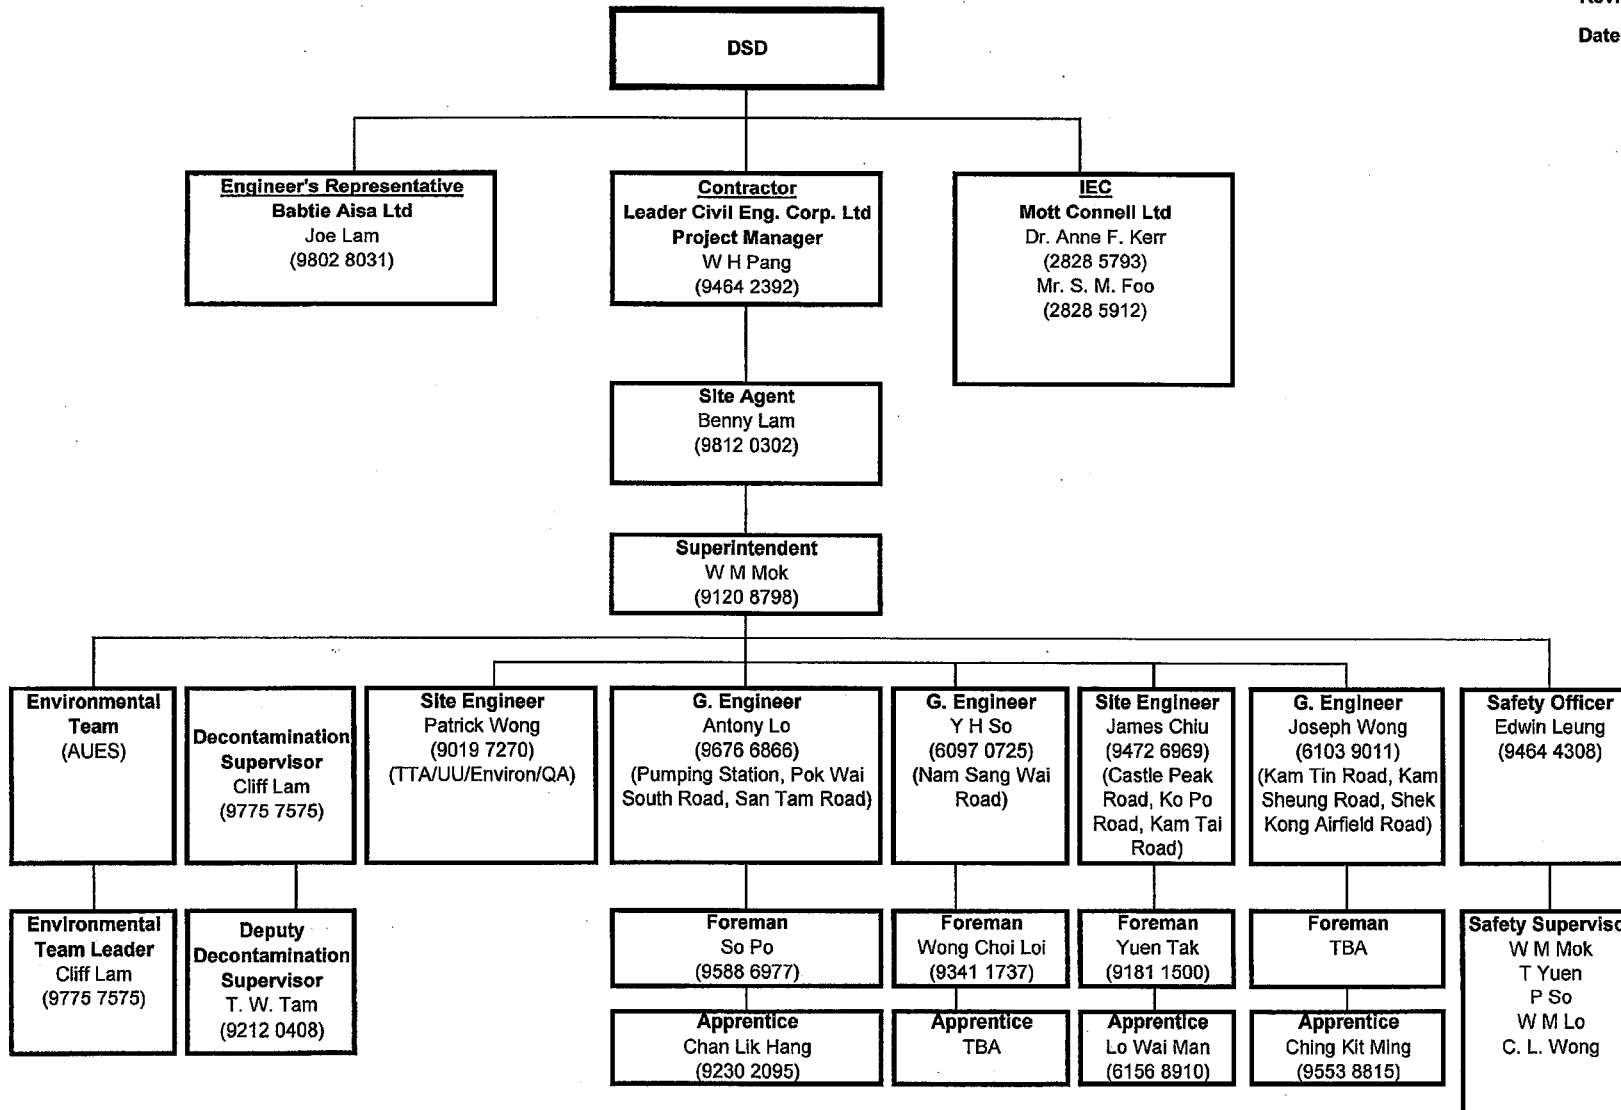 Date
DSD
Engineer's Representative
Babtie Aisa Ltd
Joe Lam
(9802 8031)
Contractor
Leader Civil Eng. Corp. Ltd
Project Manager
W H Pang
(9464 2392)
IEC
Mott Connell Ltd
Dr. Anne F. Kerr
(2828 5793)
Mr. S. M. Foo
(2828 5912)
Site Agent
Benny Lam
(9812 0302)
Superintendent
W M Mok
(9120 8798)
Environmental
Team
(AUES)
Decontamination
Supervisor
Cliff Lam
(9775 7575)
Site Engineer
Patrick Wong
(9019 7270)
(TTA/UU/Environ/QA)
G. Engineer
Antony Lo
(9676 6866)
(Pumping Station, Pok Wai
South Road, San Tam Road)
G. Engineer
Y H So
(6097 0725)
(Nam Sang Wai
Road)
Site Engineer
James Chiu
(9472 6969)
(Castle Peak
Road, Ko Po
Road, Kam Tai
Road)
G. Engineer
Joseph Wong
(6103 9011)
(Kam Tin Road, Kam
Sheung Road, Shek
Kong Airfield Road)
Safety Officer
Edwin Leung
(9464 4308)
Environmental
Team Leader
Cliff Lam
(9775 7575)
Deputy
Decontamination
Supervisor
T. W. Tam
(9212 0408)
Foreman
So Po
(9588 6977)
Foreman
Wong Choi Loi
(9341 1737)
Foreman
Yuen Tak
(9181 1500)
Foreman
TBA
Safety Superviso
W M Mok
T Yuen
P So
W M Lo
C. L. Wong
Apprentice
Chan Lik Hang
(9230 2095)
Apprentice
TBA
Apprentice
Lo Wai Man
(6156 8910)
Apprentice
Ching Kit Ming
(9553 8815)